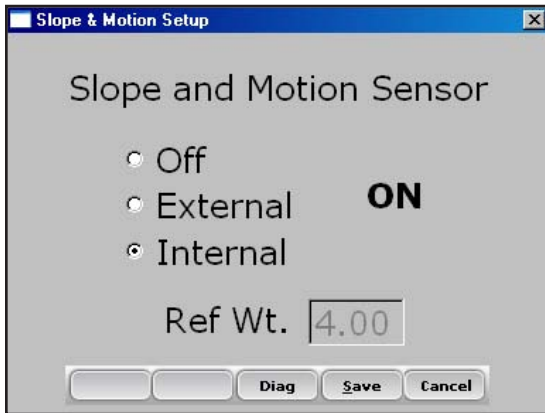 Slope & Motion Setup
Slope and Motion Sensor
Off
External
ON
Internal
Ref Wt. 4.00
Diag Save Cancel